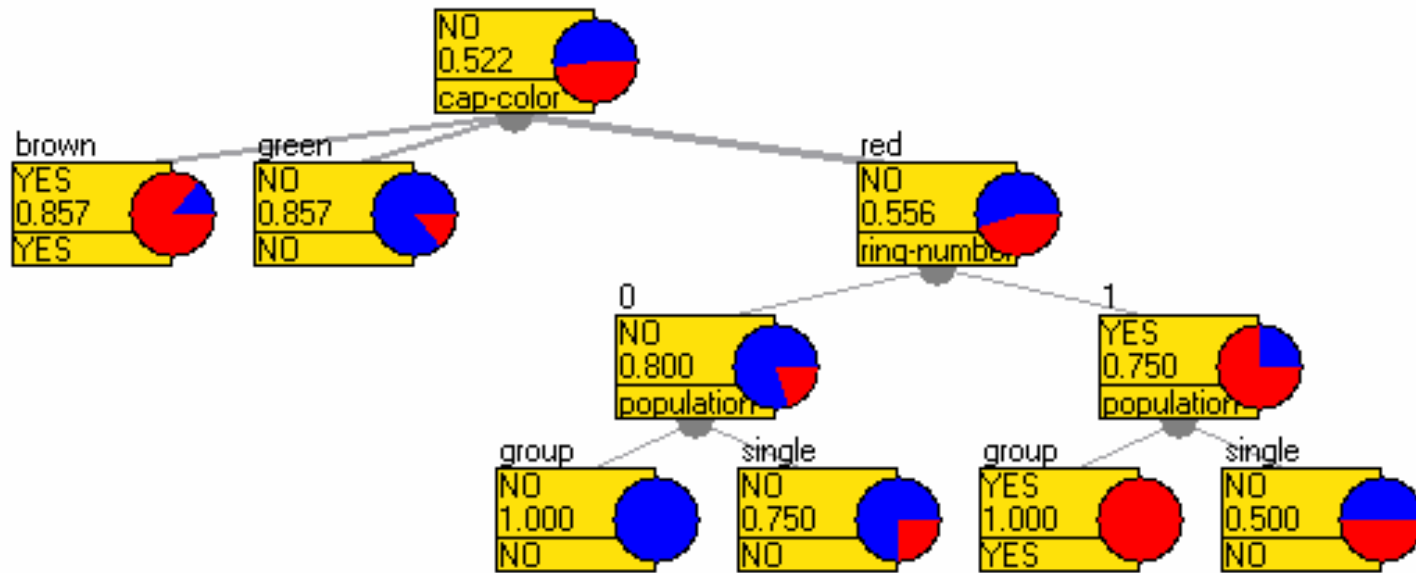 NO
0.522
cap-color
brown
YES
0.857
YES
green
NO
0.857
NO
red
NO
0.556
ring-number
0
NO
0.800
population
1
YES
0.750
population
group
NO
1.000
NO
single
NO
0.750
NO
group
YES
1.000
YES
single
NO
0.500
NO